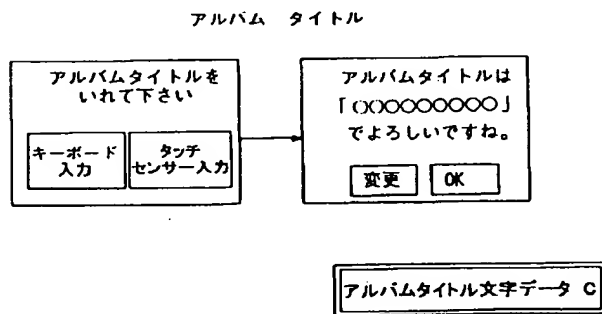 アルバム タイトル
アルバムタイトルを
いれて下さい
キーボード
入力
タッチ
センサー入力
アルバムタイトルは
「○○○○○○○○○」
でよろしいですね。
変更
OK
アルバムタイトル文字データ C